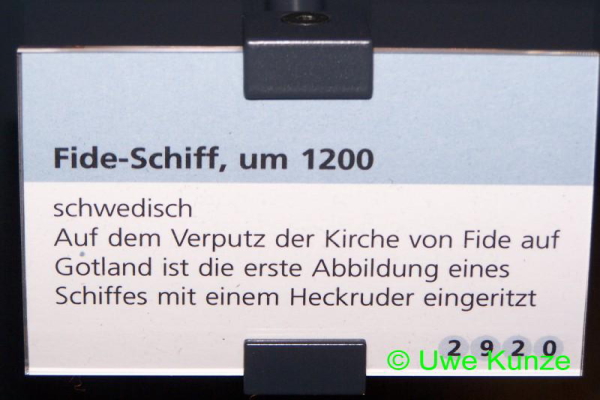 Fide-Schiff, um 1200
schwedisch
Auf dem Verputz der Kirche von Fide auf
Gotland ist die erste Abbildung eines
Schiffes mit einem Heckruder eingeritzt
2920
© Uwe Kunze